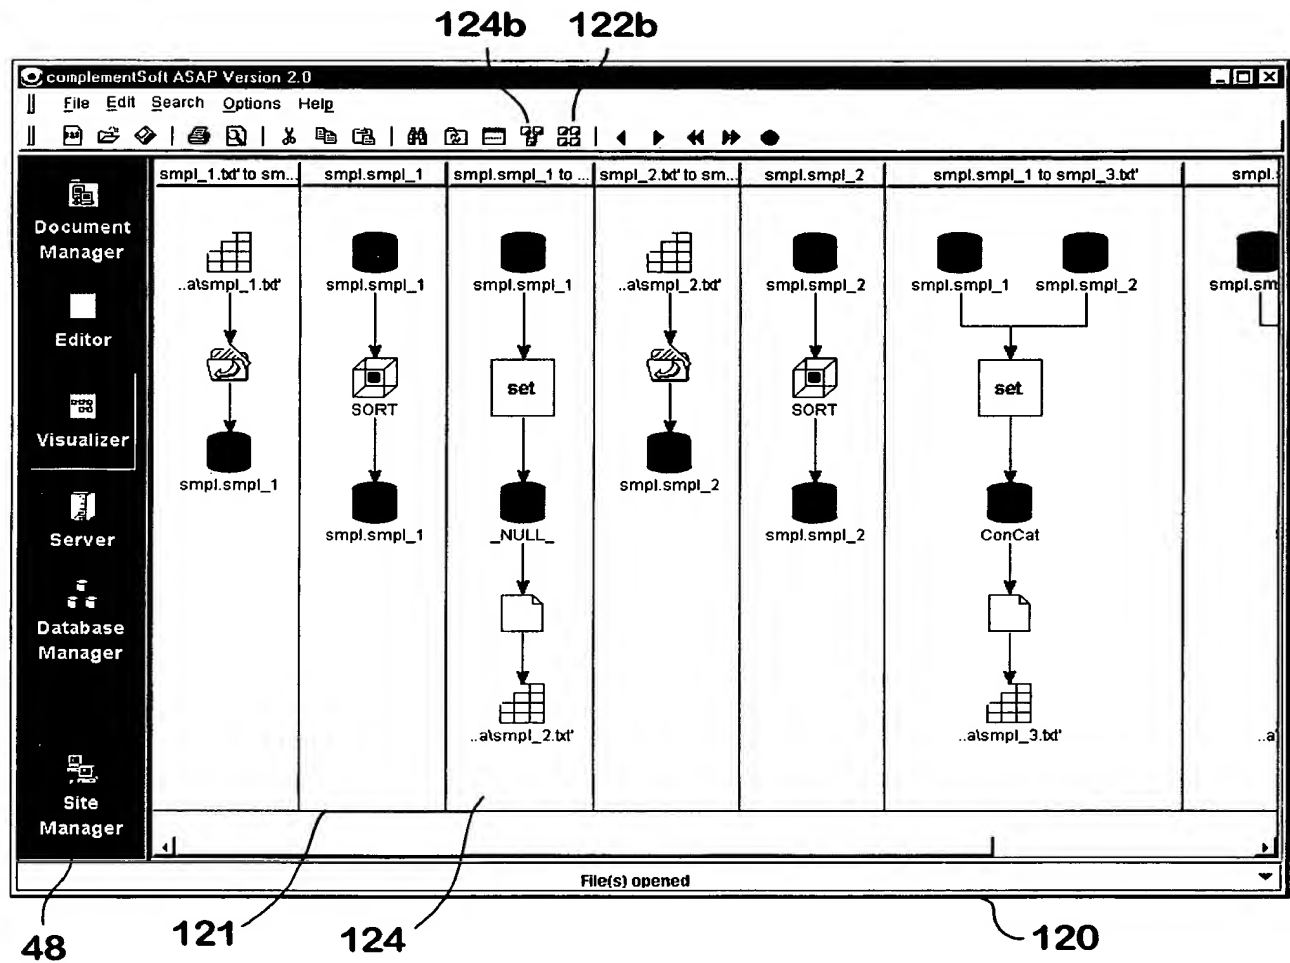 124b 122b
complementSoft ASAP Version 2.0
File Edit Search Options Help
smpl_1.txt' to sm... smpl.smpl_1 smpl.smpl_1 to ... smpl_2.txt' to sm... smpl.smpl_2 smpl.smpl_1 to smpl_3.txt' smpl.
Document
Manager
Editor
Visualizer
Server
Database
Manager
Site
Manager
..a\smpl_1.txt' smpl.smpl_1 smpl.smpl_1 ..a\smpl_2.txt' smpl.smpl_2 smpl.smpl_1 smpl.smpl_2 smpl.sm
set set
SORT SORT
smpl.smpl_1 smpl.smpl_2
smpl.smpl_1 _NULL_ smpl.smpl_2 ConCat
..a\smpl_2.txt' ..a\smpl_3.txt' ..a
File(s) opened
48 121 124 120